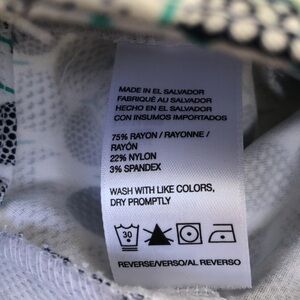 MADE IN EL SALVADOR
FABRIQUÉ AU SALVADOR
HECHO EN EL SALVADOR
CON INSUMOS IMPORTADOS
75% RAYON / RAYONNE /
RAYÓN
22% NYLON
3% SPANDEX
WASH WITH LIKE COLORS,
DRY PROMPTLY
30
REVERSE/VERSO/AL REVERSO